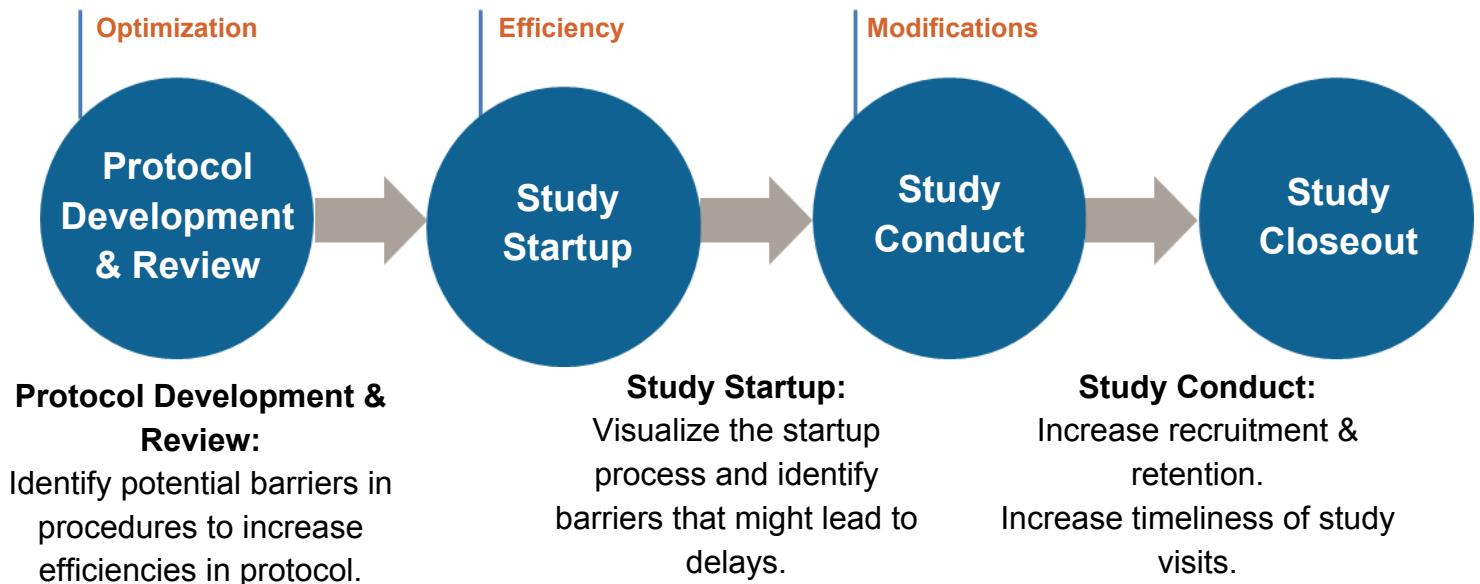 Optimization
Efficiency
Modifications
Protocol
Development
& Review
Study
Startup
Study
Conduct
Study
Closeout
Protocol Development &
Review:
Identify potential barriers in
procedures to increase
efficiencies in protocol.
Study Startup:
Visualize the startup
process and identify
barriers that might lead to
delays.
Study Conduct:
Increase recruitment &
retention.
Increase timeliness of study
visits.